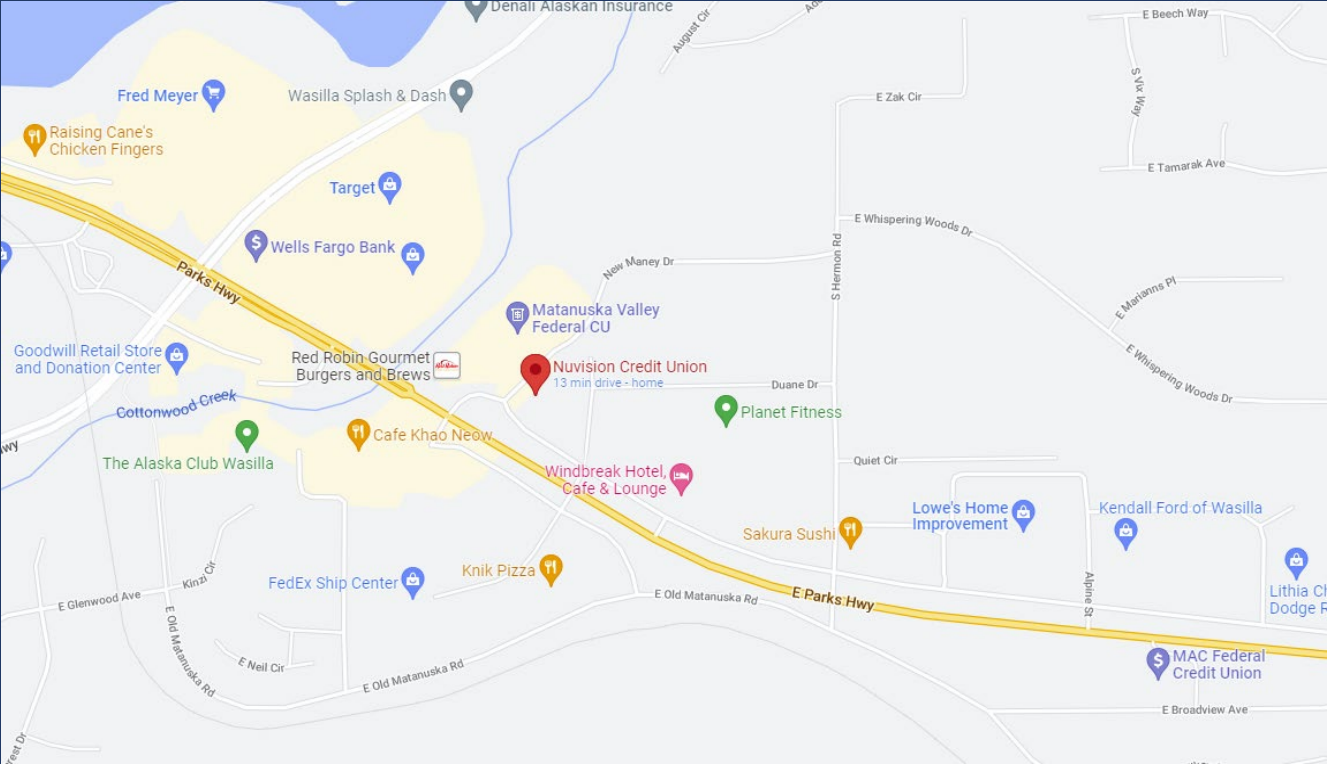 Denali Alaskan Insurance
August Cir
E Beech Way
S Vix Way
Fred Meyer
Wasilla Splash & Dash
E Zak Cir
Raising Cane's
Chicken Fingers
E Tamarak Ave
Target
E Whispering Woods Dr
Wells Fargo Bank
S Hermon Rd
New Maney Dr
Parks Hwy
E Marianns Pl
Matanuska Valley
Federal CU
Goodwill Retail Store
and Donation Center
Red Robin Gourmet
Burgers and Brews
Nuvision Credit Union
13 min drive - home
Duane Dr
E Whispering Woods Dr
Cottonwood Creek
Planet Fitness
Cafe Khao Neow
The Alaska Club Wasilla
Quiet Cir
Windbreak Hotel,
Cafe & Lounge
Lowe's Home
Improvement
Kendall Ford of Wasilla
Sakura Sushi
Knik Pizza
FedEx Ship Center
Kinzi Cir
E Glenwood Ave
E Old Matanuska Rd
E Parks Hwy
Alpine St
Lithia
Dodge
E Old Matanuska Rd
E Neil Cir
E Old Matanuska Rd
MAC Federal
Credit Union
E Broadview Ave